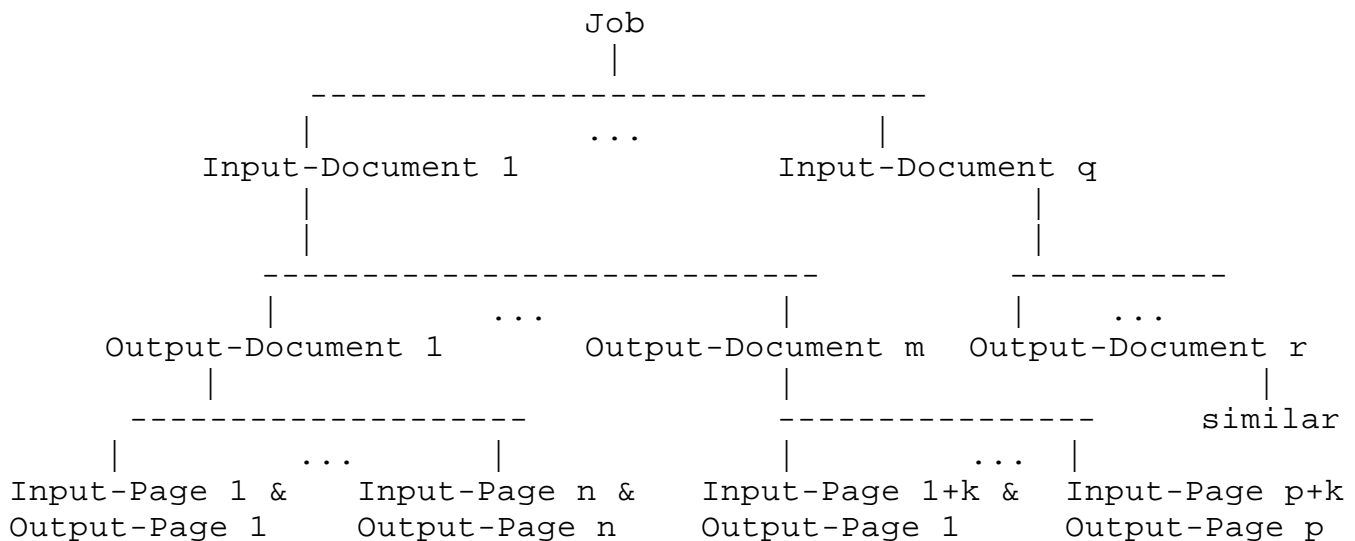 Job
|
-------------------------------
| ... |
Input-Document 1 Input-Document q
| |
| |
---------------------------- -----------
| ... | | ...
Output-Document 1 Output-Document m Output-Document r
| | |
-------------------- ---------------- similar
| ... | | ... |
Input-Page 1 & Input-Page n & Input-Page 1+k & Input-Page p+k
Output-Page 1 Output-Page n Output-Page 1 Output-Page p